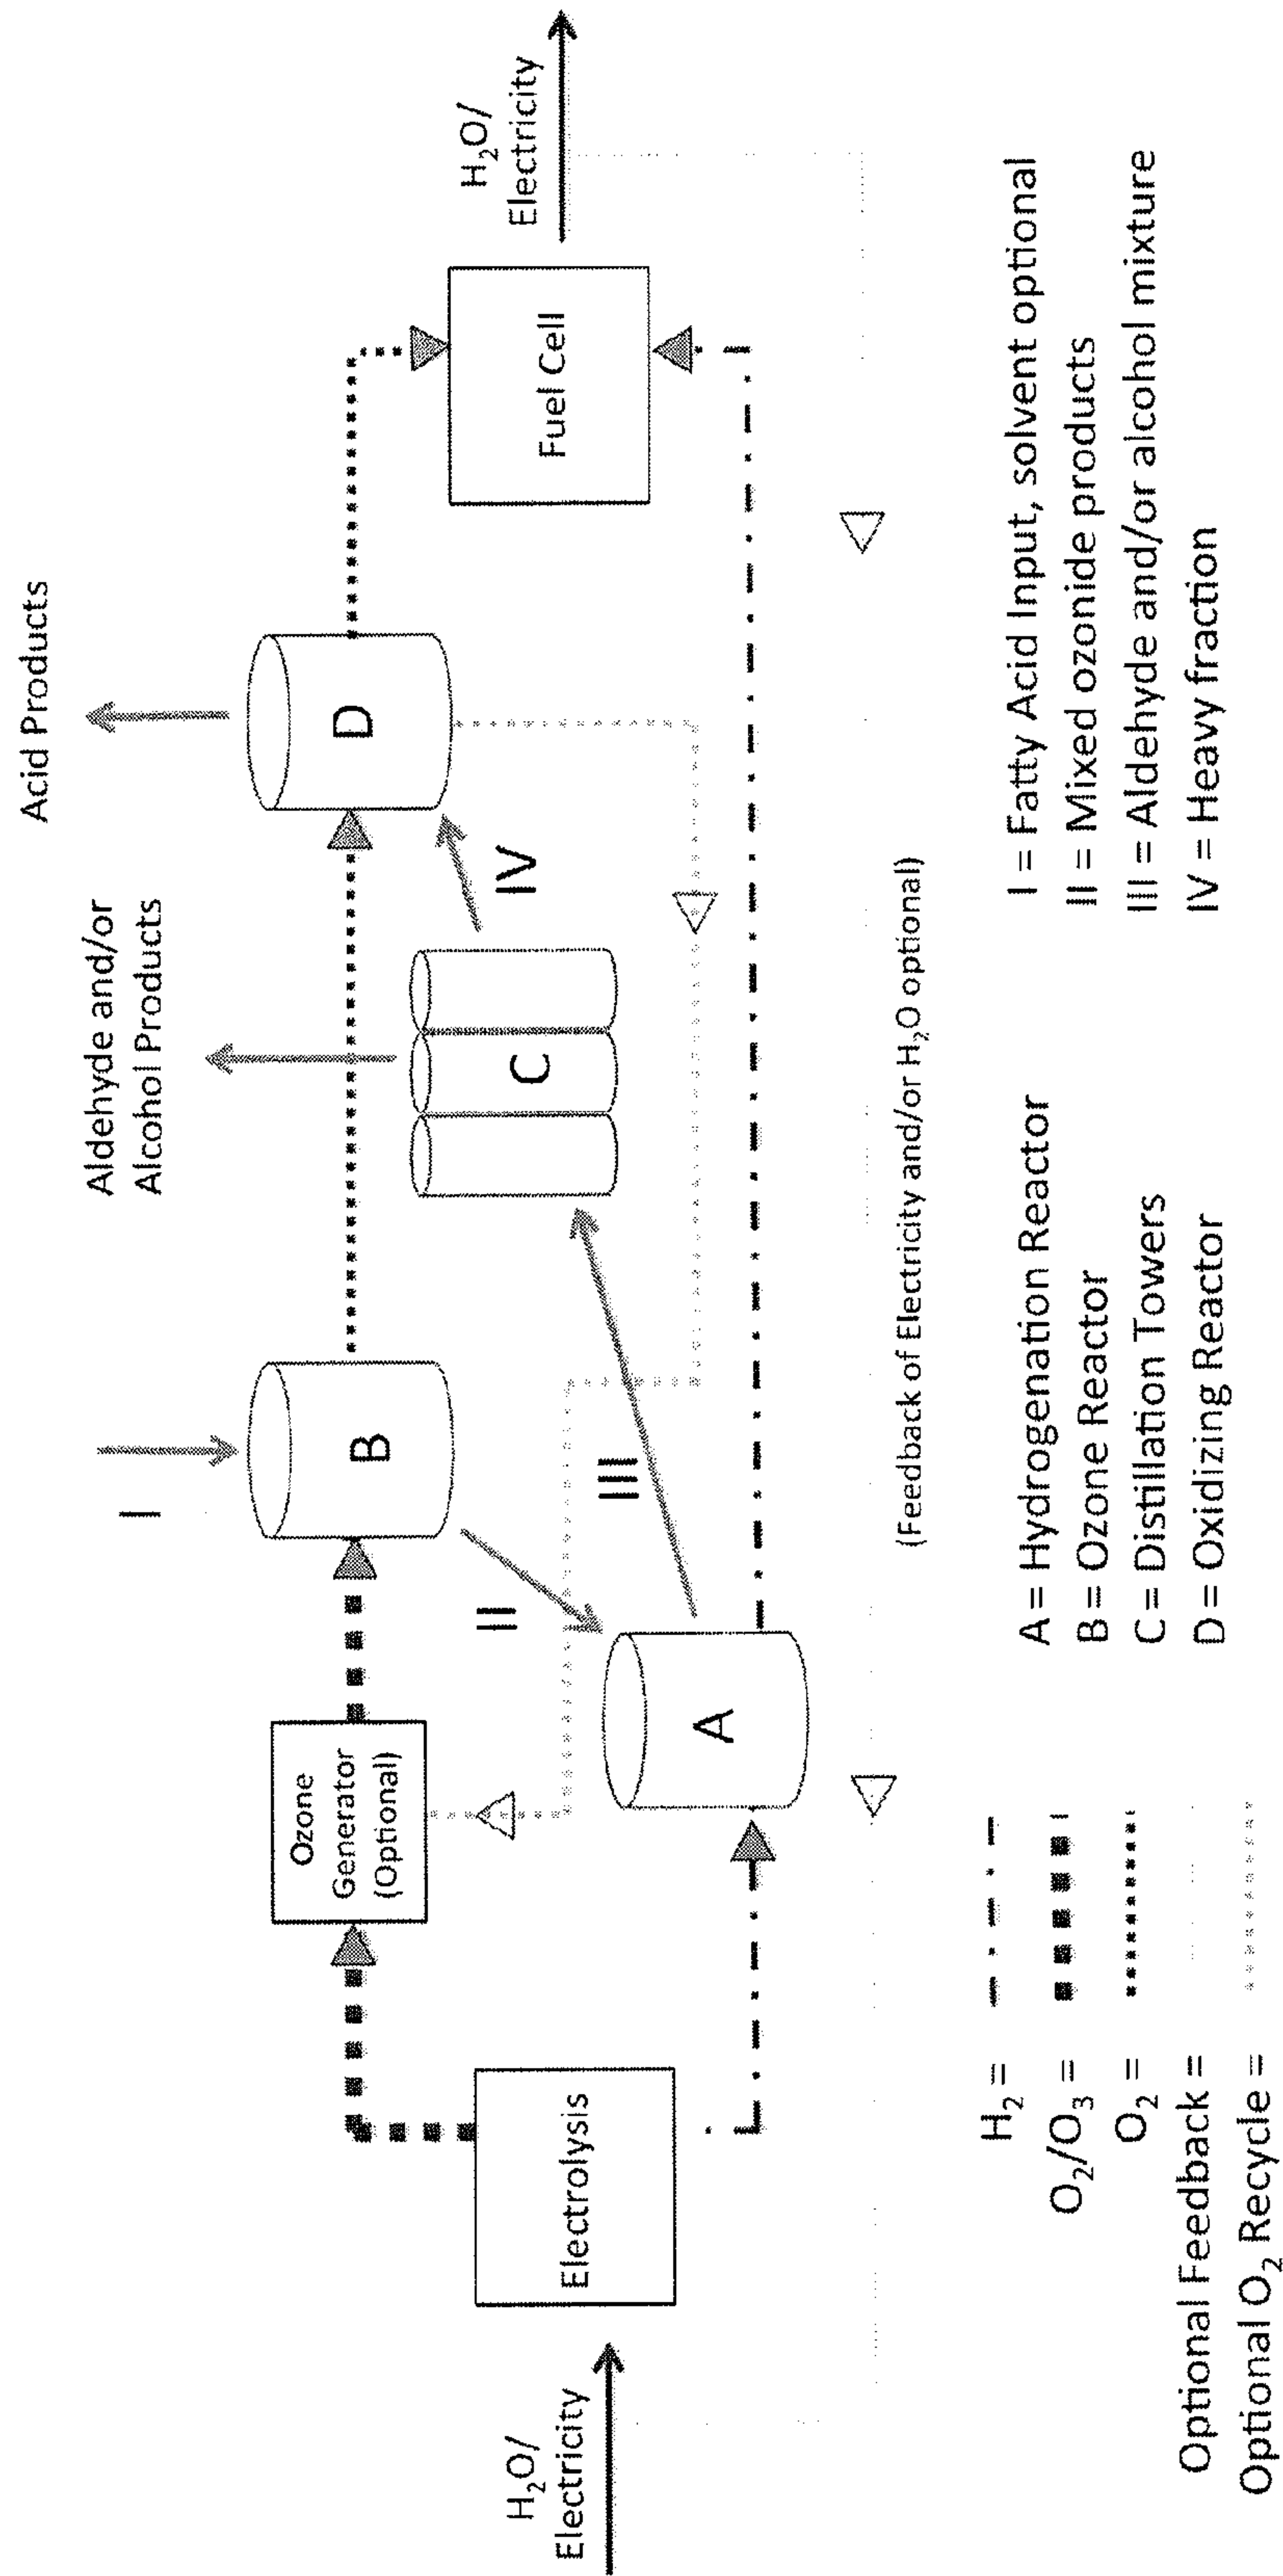 Acid Products
Aldehyde and/or
Alcohol Products
I
Ozone
Generator
(Optional)
B
D
H₂O/
Electricity
Fuel Cell
II
IV
C
III
H₂O/
Electricity
Electrolysis
A
(Feedback of Electricity and/or H₂O optional)
H₂ =
O₂/O₃ =
O₂ =
Optional Feedback =
Optional O₂ Recycle =
A = Hydrogenation Reactor
B = Ozone Reactor
C = Distillation Towers
D = Oxidizing Reactor
I = Fatty Acid Input, solvent optional
II = Mixed ozonide products
III = Aldehyde and/or alcohol mixture
IV = Heavy fraction